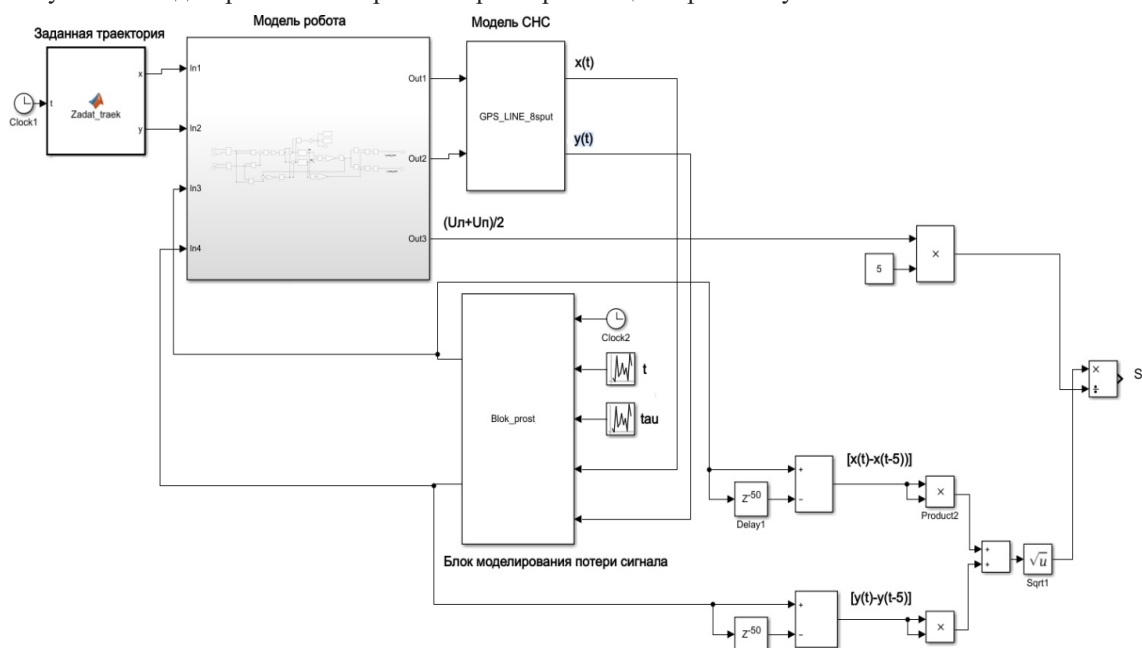 Заданная траектория
Модель робота
Модель СНС
Clock1
t
x
y
Zadat_traek
In1
In2
In3
In4
Out1
Out2
Out3
GPS_LINE_8sput
x(t)
y(t)
(Uл+Uп)/2
5
×
Clock2
t
tau
Blok_prost
Блок моделирования потери сигнала
×
÷
S
+
−
Z-50
Delay1
[x(t)-x(t-5))]
×
Product2
+
+
√u
Sqrt1
+
−
Z-50
[y(t)-y(t-5)]
×